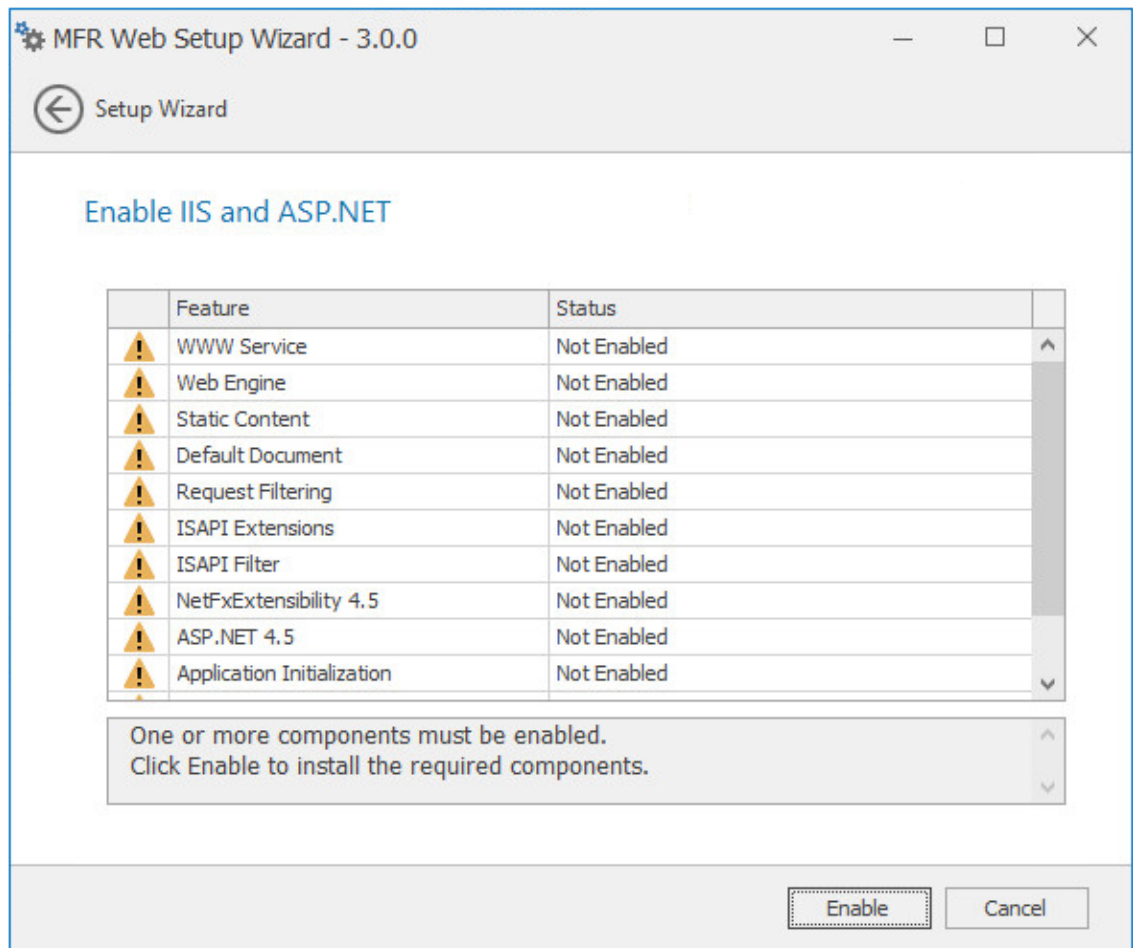 MFR Web Setup Wizard - 3.0.0
Setup Wizard
Enable IIS and ASP.NET
Feature Status
WWW Service Not Enabled
Web Engine Not Enabled
Static Content Not Enabled
Default Document Not Enabled
Request Filtering Not Enabled
ISAPI Extensions Not Enabled
ISAPI Filter Not Enabled
NetFxExtensibility 4.5 Not Enabled
ASP.NET 4.5 Not Enabled
Application Initialization Not Enabled
One or more components must be enabled.
Click Enable to install the required components.
Enable Cancel